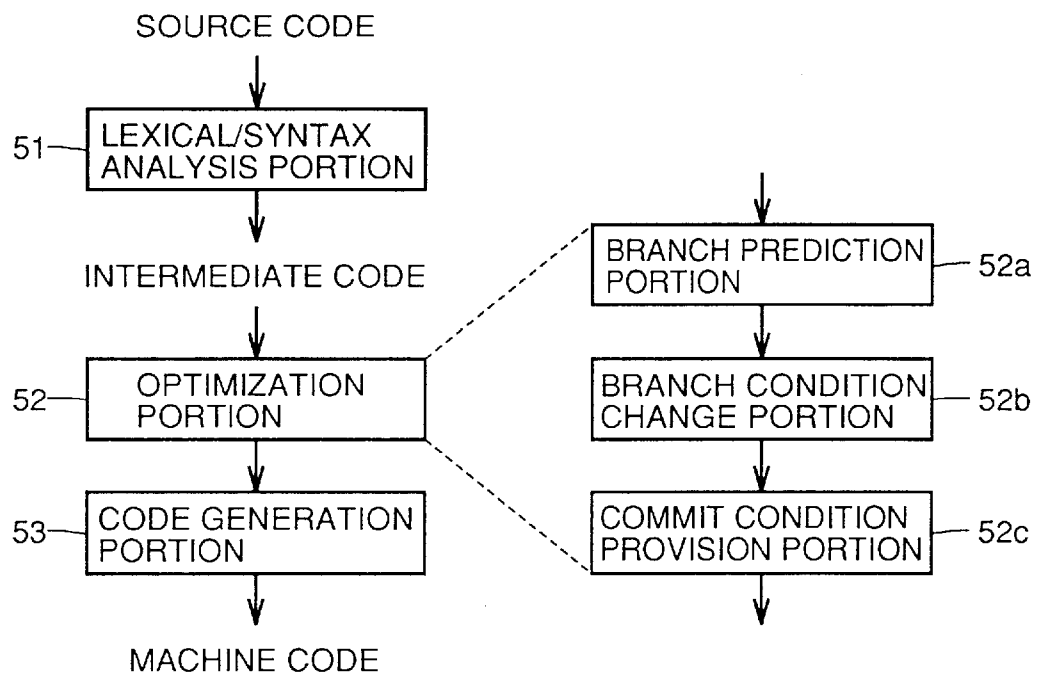 SOURCE CODE
51
LEXICAL/SYNTAX
ANALYSIS PORTION
INTERMEDIATE CODE
52
OPTIMIZATION
PORTION
53
CODE GENERATION
PORTION
MACHINE CODE
BRANCH PREDICTION
PORTION
52a
BRANCH CONDITION
CHANGE PORTION
52b
COMMIT CONDITION
PROVISION PORTION
52c